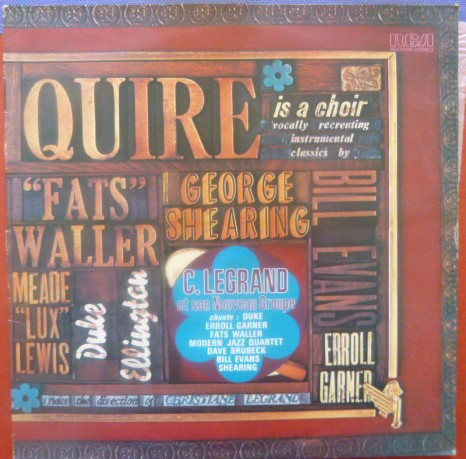 RCA
STEREO
QUIRE
is a choir
vocally recreating
instrumental
classics by
"FATS"
WALLER
GEORGE
SHEARING
BILL EVANS
MEADE
"LUX"
LEWIS
Duke
Ellington
C. LEGRAND
et son Nouveau Groupe
chante : DUKE
ERROLL GARNER
FATS WALLER
MODERN JAZZ QUARTET
DAVE BRUBECK
BILL EVANS
SHEARING
ERROLL
GARNER
under the direction of CHRISTIANE LEGRAND